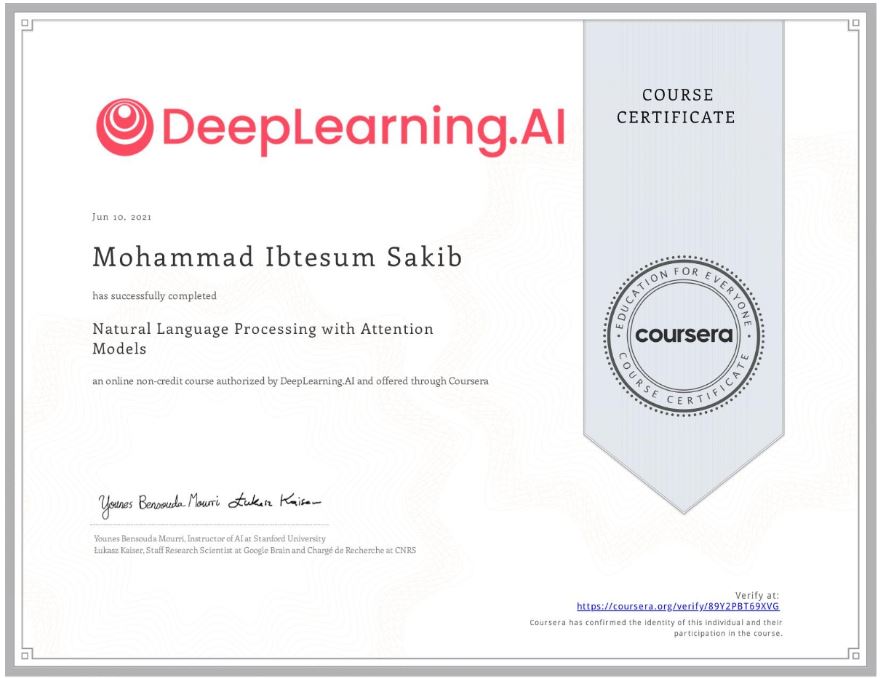 DeepLearning.AI
COURSE
CERTIFICATE
Jun 10, 2021
Mohammad Ibtesum Sakib
has successfully completed
Natural Language Processing with Attention
Models
an online non-credit course authorized by DeepLearning.AI and offered through Coursera
EDUCATION FOR EVERYONE
coursera
COURSE CERTIFICATE
Younes Bensouda Mourri Łukasz Kaiser
Younes Bensouda Mourri, Instructor of AI at Stanford University
Łukasz Kaiser, Staff Research Scientist at Google Brain and Chargé de Recherche at CNRS
Verify at:
https://coursera.org/verify/89Y2PBT69XVG
Coursera has confirmed the identity of this individual and their
participation in the course.